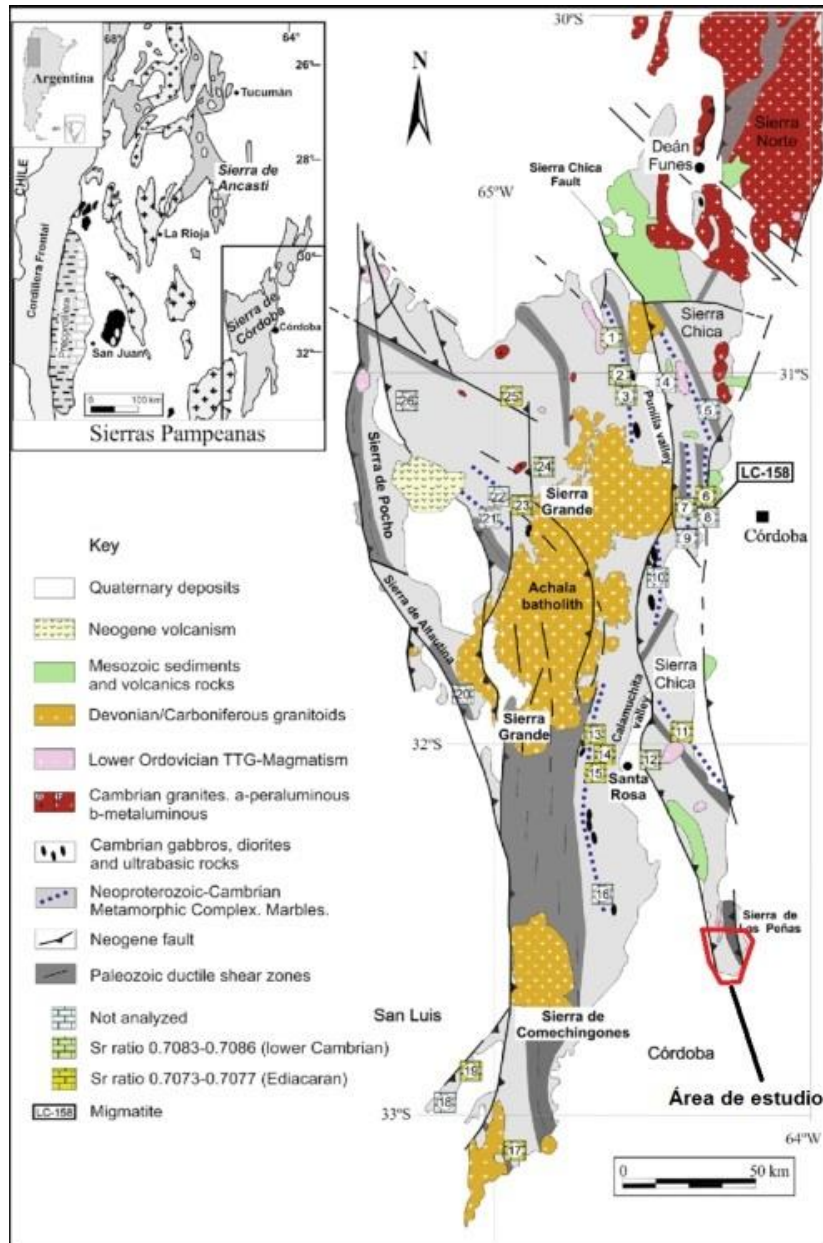 68º
64º
26º
28º
30º
32º
Argentina
Tucumán
Sierra de
Ancasti
CHILE
La Rioja
Cordillera Frontal
Precordillera
San Juan
Sierra de
Córdoba
Córdoba
0 100 km
Sierras Pampeanas
30ºS
N
Sierra Norte
Deán
Funes
Sierra Chica
Fault
65ºW
Sierra
Chica
31ºS
1
2
3
4
5
26
25
Punilla valley
24
LC-158
Sierra de Pocho
22
23
21
Sierra
Grande
6
7
8
9
Córdoba
10
Achala
batholith
Sierra de Altautina
20
Sierra
Chica
Calamuchita
valley
Sierra
Grande
32ºS
13
14
15
11
12
Santa
Rosa
16
Sierra de
Las Peñas
San Luis
Sierra de
Comechingones
Córdoba
19
18
17
33ºS
Área de estudio
64ºW
0 50 km
Key
Quaternary deposits
Neogene volcanism
Mesozoic sediments
and volcanics rocks
Devonian/Carboniferous granitoids
Lower Ordovician TTG-Magmatism
Cambrian granites. a-peraluminous
b-metaluminous
Cambrian gabbros, diorites
and ultrabasic rocks
Neoproterozoic-Cambrian
Metamorphic Complex. Marbles.
Neogene fault
Paleozoic ductile shear zones
Not analyzed
Sr ratio 0.7083-0.7086 (lower Cambrian)
Sr ratio 0.7073-0.7077 (Ediacaran)
LC-158 Migmatite